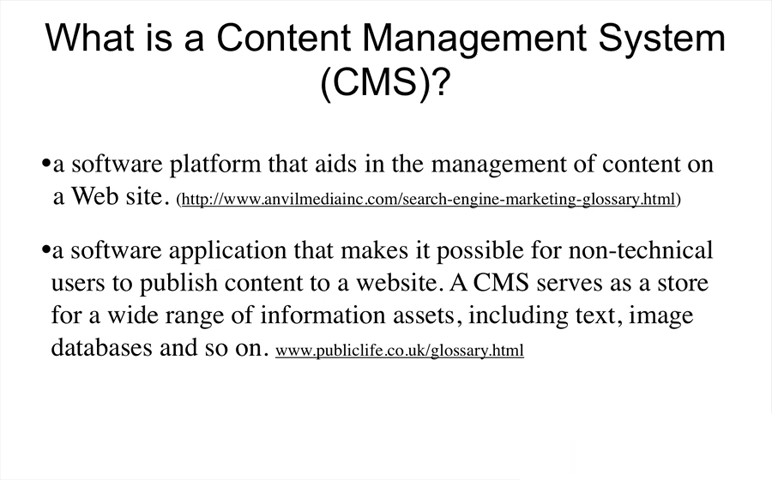 What is a Content Management System
(CMS)?
•a software platform that aids in the management of content on
a Web site. (http://www.anvilmediainc.com/search-engine-marketing-glossary.html)
•a software application that makes it possible for non-technical
users to publish content to a website. A CMS serves as a store
for a wide range of information assets, including text, image
databases and so on. www.publiclife.co.uk/glossary.html